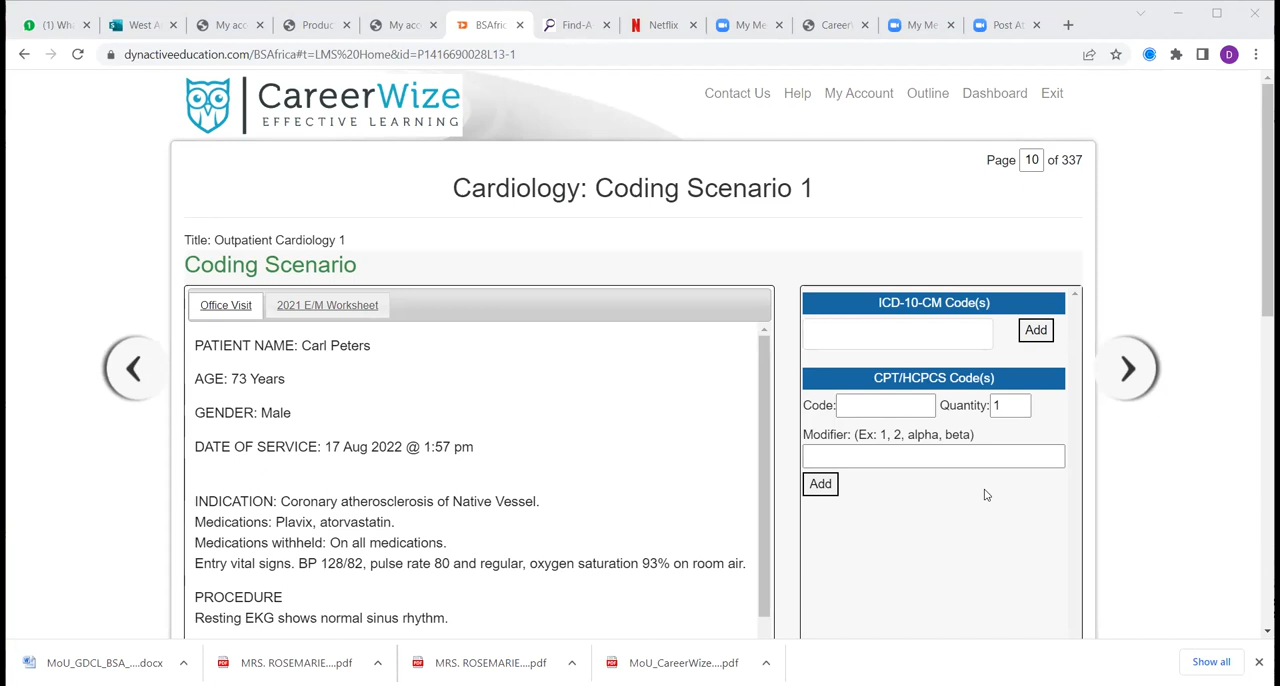 (1) Wha
West A
My acc
Produc
My acc
BSAfric
Find-A
Netflix
My Me
CareerW
My Me
Post At
dynactiveeducation.com/BSAfrica#t=LMS%20Home&id=P1416690028L13-1
D
CareerWize
EFFECTIVE LEARNING
Contact Us Help My Account Outline Dashboard Exit
Page 10 of 337
Cardiology: Coding Scenario 1
Title: Outpatient Cardiology 1
Coding Scenario
Office Visit 2021 E/M Worksheet
PATIENT NAME: Carl Peters
AGE: 73 Years
GENDER: Male
DATE OF SERVICE: 17 Aug 2022 @ 1:57 pm
INDICATION: Coronary atherosclerosis of Native Vessel.
Medications: Plavix, atorvastatin.
Medications withheld: On all medications.
Entry vital signs. BP 128/82, pulse rate 80 and regular, oxygen saturation 93% on room air.
PROCEDURE
Resting EKG shows normal sinus rhythm.
ICD-10-CM Code(s)
Add
CPT/HCPCS Code(s)
Code: Quantity: 1
Modifier: (Ex: 1, 2, alpha, beta)
Add
MoU_GDCL_BSA_....docx
MRS. ROSEMARIE....pdf
MRS. ROSEMARIE....pdf
MoU_CareerWize....pdf
Show all